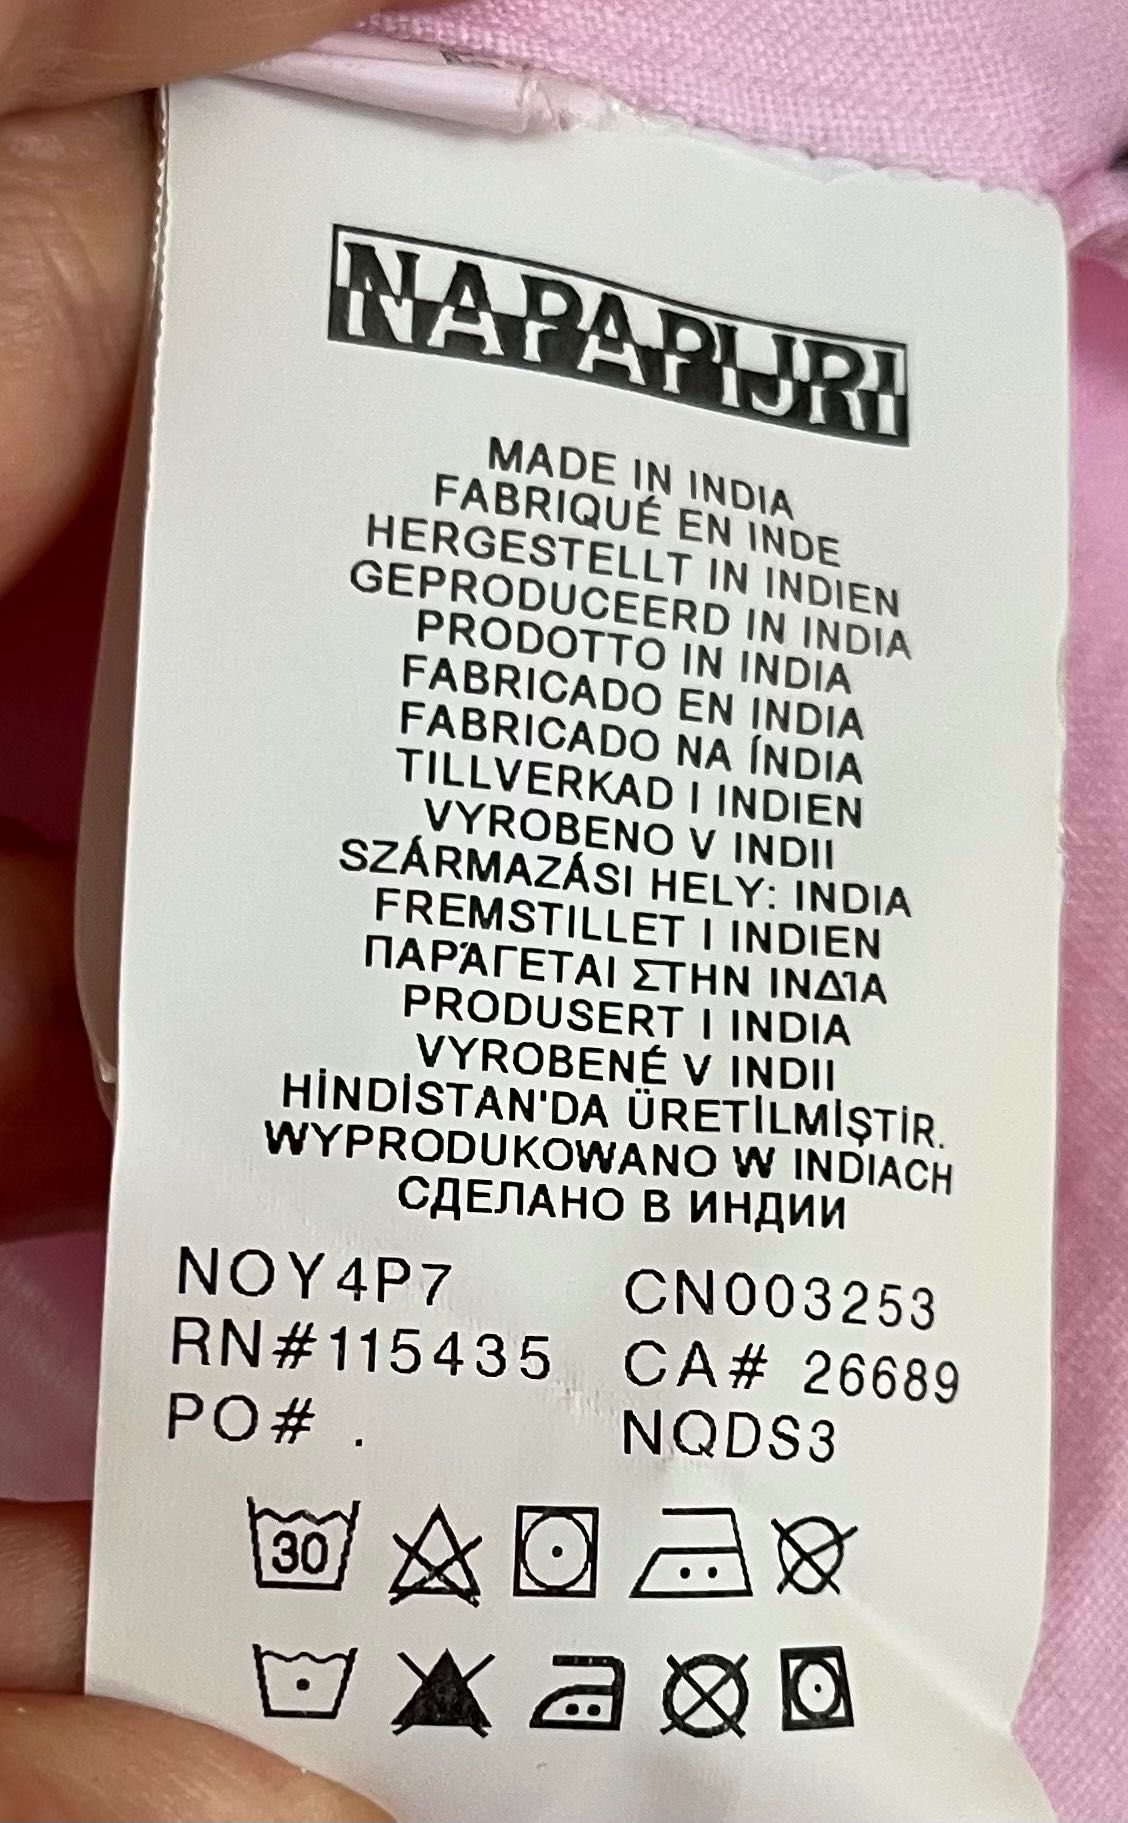 NAPAPIJRI
MADE IN INDIA
FABRIQUÉ EN INDE
HERGESTELLT IN INDIEN
GEPRODUCEERD IN INDIA
PRODOTTO IN INDIA
FABRICADO EN INDIA
FABRICADO NA ÍNDIA
TILLVERKAD I INDIEN
VYROBENO V INDII
SZÁRMAZÁSI HELY: INDIA
FREMSTILLET I INDIEN
ΠΑΡΆΓΕΤΑΙ ΣΤΗΝ ΙΝΔΊΑ
PRODUSERT I INDIA
VYROBENÉ V INDII
HİNDİSTAN'DA ÜRETİLMİŞTİR.
WYPRODUKOWANO W INDIACH
СДЕЛАНО В ИНДИИ
NOY4P7 CN003253
RN#115435 CA# 26689
PO# . NQDS3
30